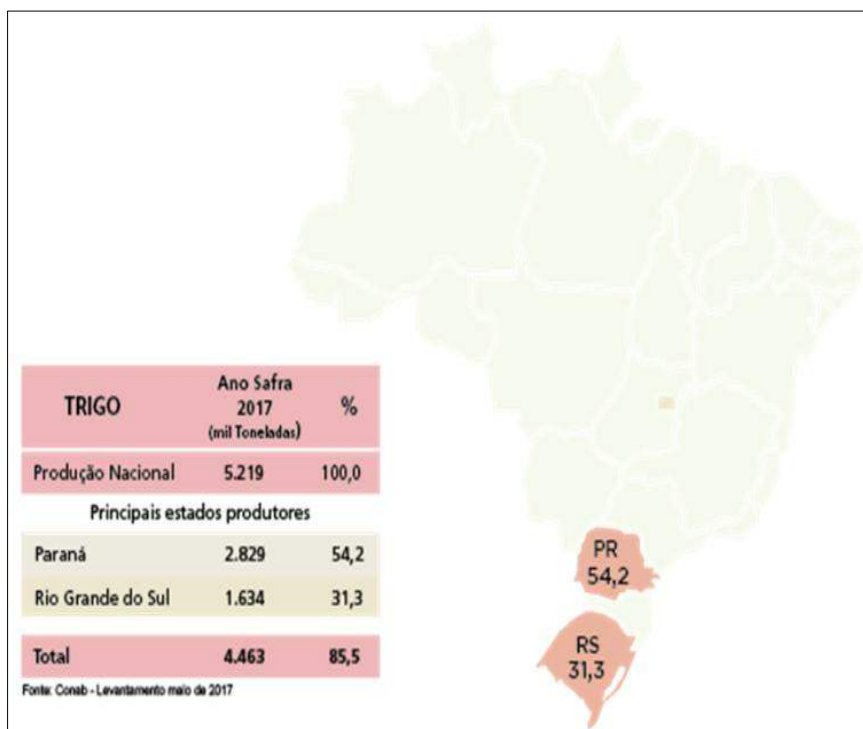 TRIGO Ano Safra 2017 (mil Toneladas) %
Produção Nacional 5.219 100,0
Principais estados produtores
Paraná 2.829 54,2
Rio Grande do Sul 1.634 31,3
Total 4.463 85,5
Fonte: Conab - Levantamento maio de 2017
PR
54,2
RS
31,3